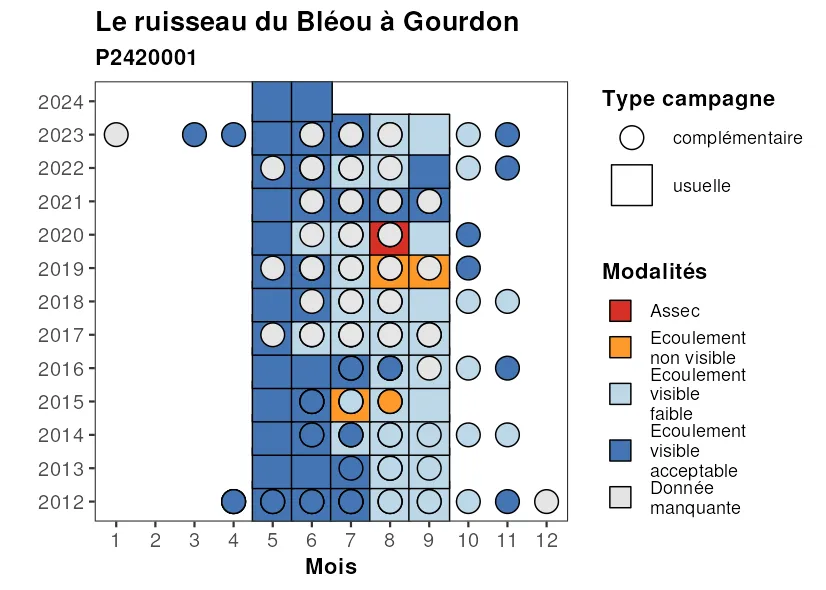 Le ruisseau du Bléou à Gourdon
P2420001
2024
2023
2022
2021
2020
2019
2018
2017
2016
2015
2014
2013
2012
1 2 3 4 5 6 7 8 9 10 11 12
Mois
Type campagne
complémentaire
usuelle
Modalités
Assec
Ecoulement
non visible
Ecoulement
visible
faible
Ecoulement
visible
acceptable
Donnée
manquante